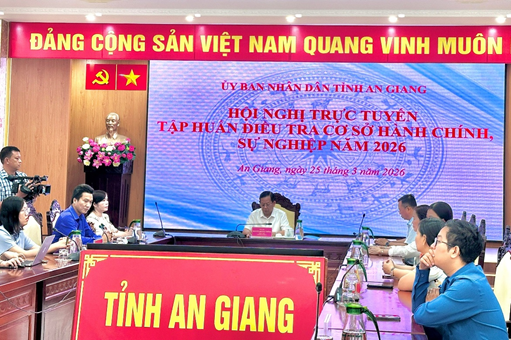 ĐẢNG CỘNG SẢN VIỆT NAM QUANG VINH MUÔN
ỦY BAN NHÂN DÂN TỈNH AN GIANG
HỘI NGHỊ TRỰC TUYẾN
TẬP HUẤN ĐIỀU TRA CƠ SỞ HÀNH CHÍNH,
SỰ NGHIỆP NĂM 2026
An Giang, ngày 25 tháng 3 năm 2026
TỈNH AN GIANG